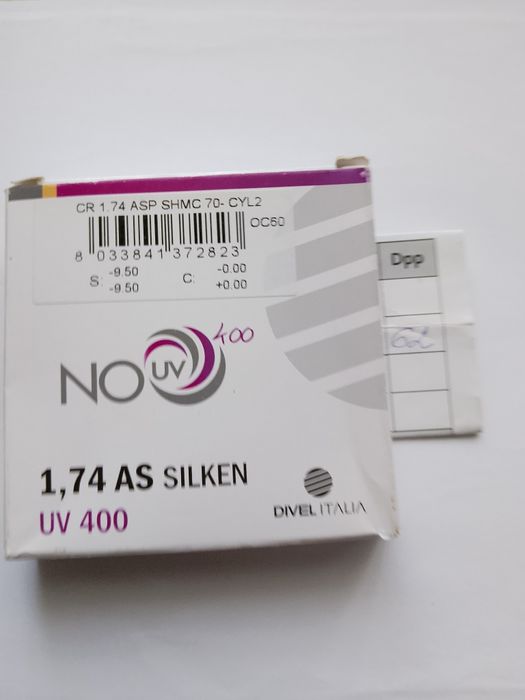 CR 1.74 ASP SHMC 70- CYL2
OC60
8 033841 372823
S: -9.50 C: -0.00
-9.50 +0.00
Dpp
62
NO UV 400
1,74 AS SILKEN
UV 400
DIVEL ITALIA